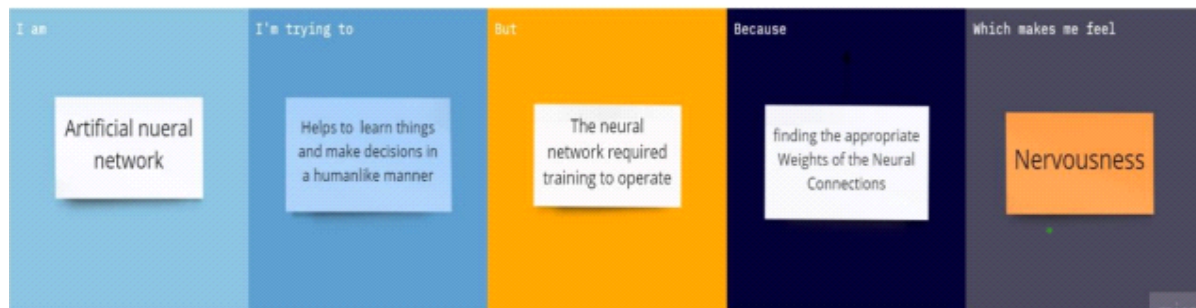 I am
Artificial nueral
network
I'm trying to
Helps to learn things
and make decisions in
a humanlike manner
But
The neural
network required
training to operate
Because
finding the appropriate
Weights of the Neural
Connections
Which makes me feel
Nervousness